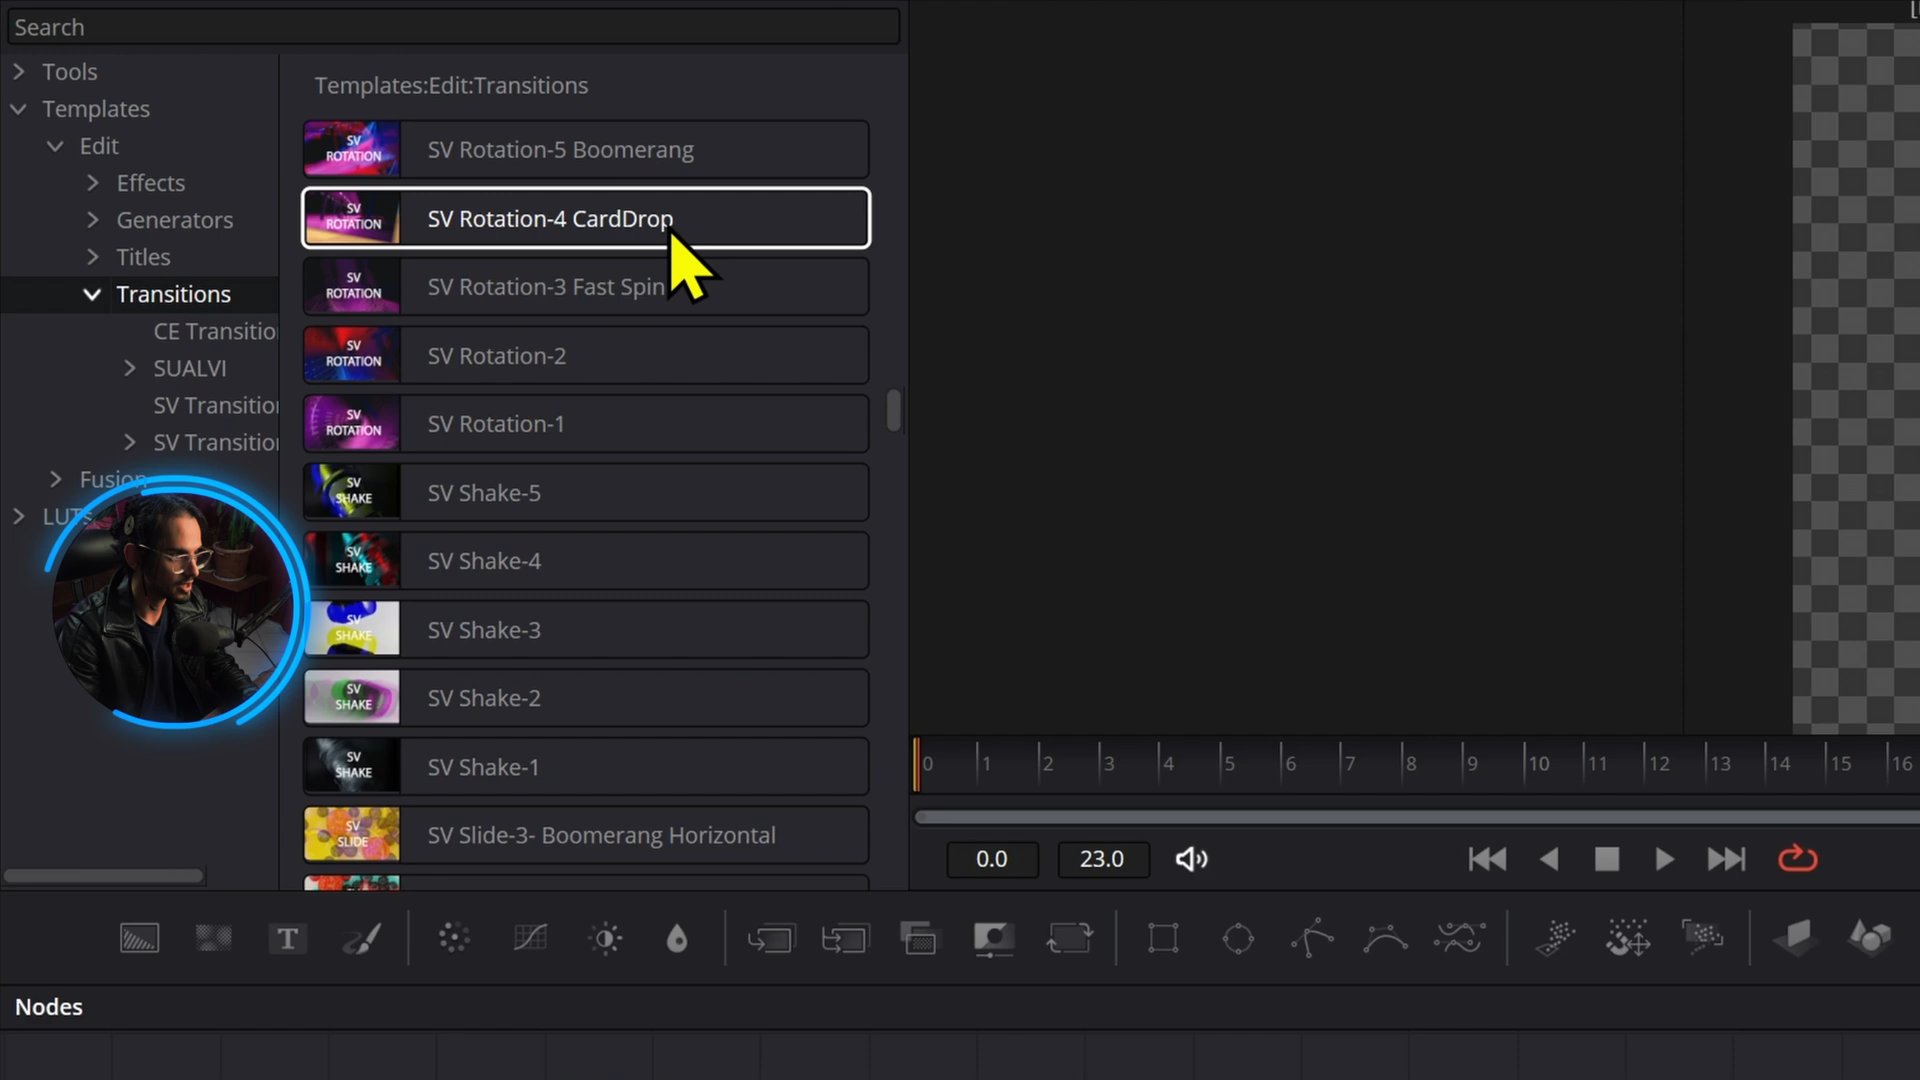 Search
Tools
Templates
Edit
Effects
Generators
Titles
Transitions
CE Transitio
SUALVI
SV Transitio
SV Transitio
Fusion
LUTs
Templates:Edit:Transitions
SV ROTATION
SV Rotation-5 Boomerang
SV ROTATION
SV Rotation-4 CardDrop
SV ROTATION
SV Rotation-3 Fast Spin
SV ROTATION
SV Rotation-2
SV ROTATION
SV Rotation-1
SV SHAKE
SV Shake-5
SV SHAKE
SV Shake-4
SV SHAKE
SV Shake-3
SV SHAKE
SV Shake-2
SV SHAKE
SV Shake-1
SV SLIDE
SV Slide-3- Boomerang Horizontal
0 1 2 3 4 5 6 7 8 9 10 11 12 13 14 15 16
0.0 23.0
T
Nodes